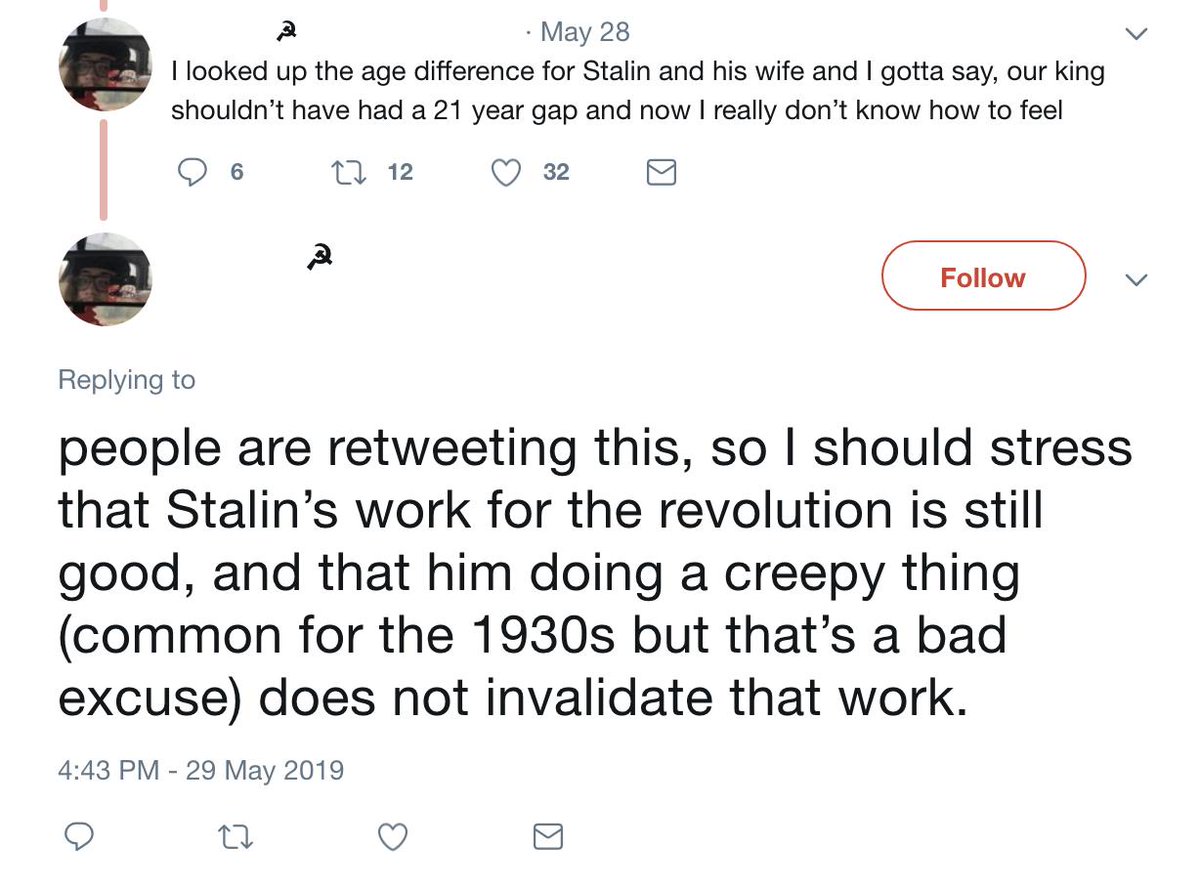 ☭ · May 28
I looked up the age difference for Stalin and his wife and I gotta say, our king
shouldn’t have had a 21 year gap and now I really don’t know how to feel
6 12 32
☭
Follow
Replying to
people are retweeting this, so I should stress
that Stalin’s work for the revolution is still
good, and that him doing a creepy thing
(common for the 1930s but that’s a bad
excuse) does not invalidate that work.
4:43 PM - 29 May 2019